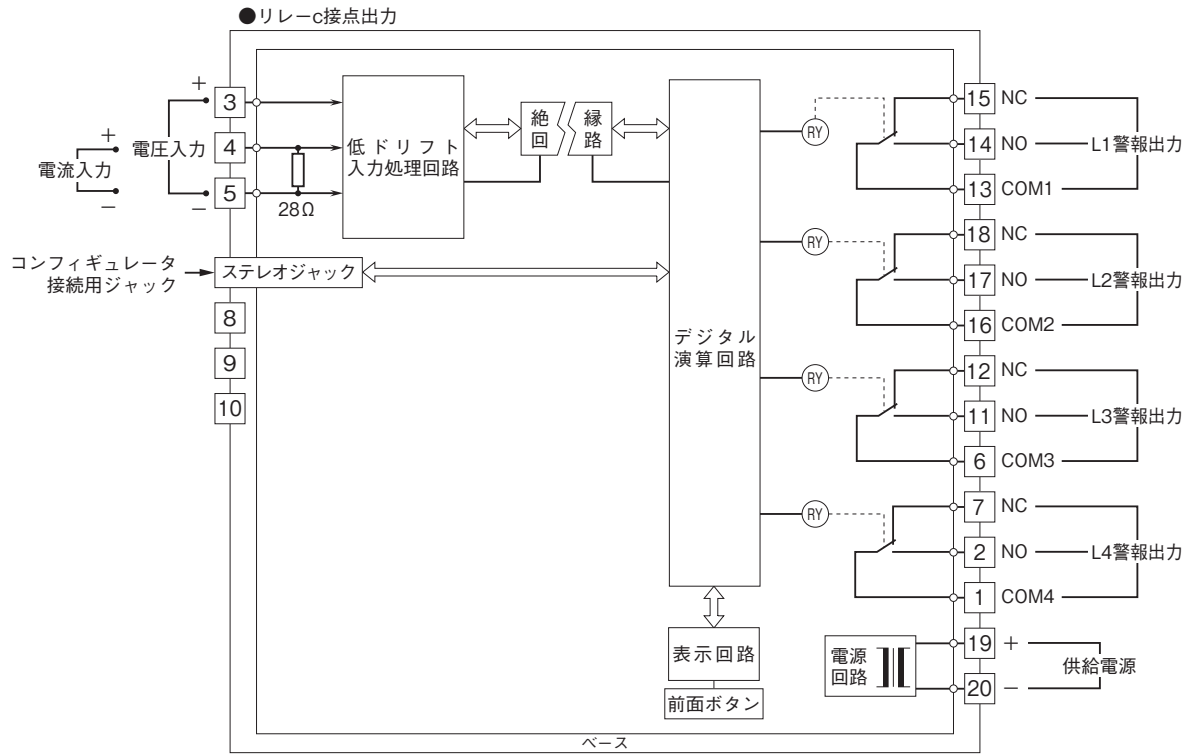 ●リレーc接点出力
+
3
電圧入力
+
4
電流入力
−
5
−
28Ω
低ドリフト
入力処理回路
絶
回
縁
路
コンフィギュレータ
接続用ジャック
ステレオジャック
8
9
10
デジタル
演算回路
RY
15 NC
14 NO L1警報出力
13 COM1
RY
18 NC
17 NO L2警報出力
16 COM2
RY
12 NC
11 NO L3警報出力
6 COM3
RY
7 NC
2 NO L4警報出力
1 COM4
表示回路
前面ボタン
電源
回路
19 +
供給電源
20 −
ベース